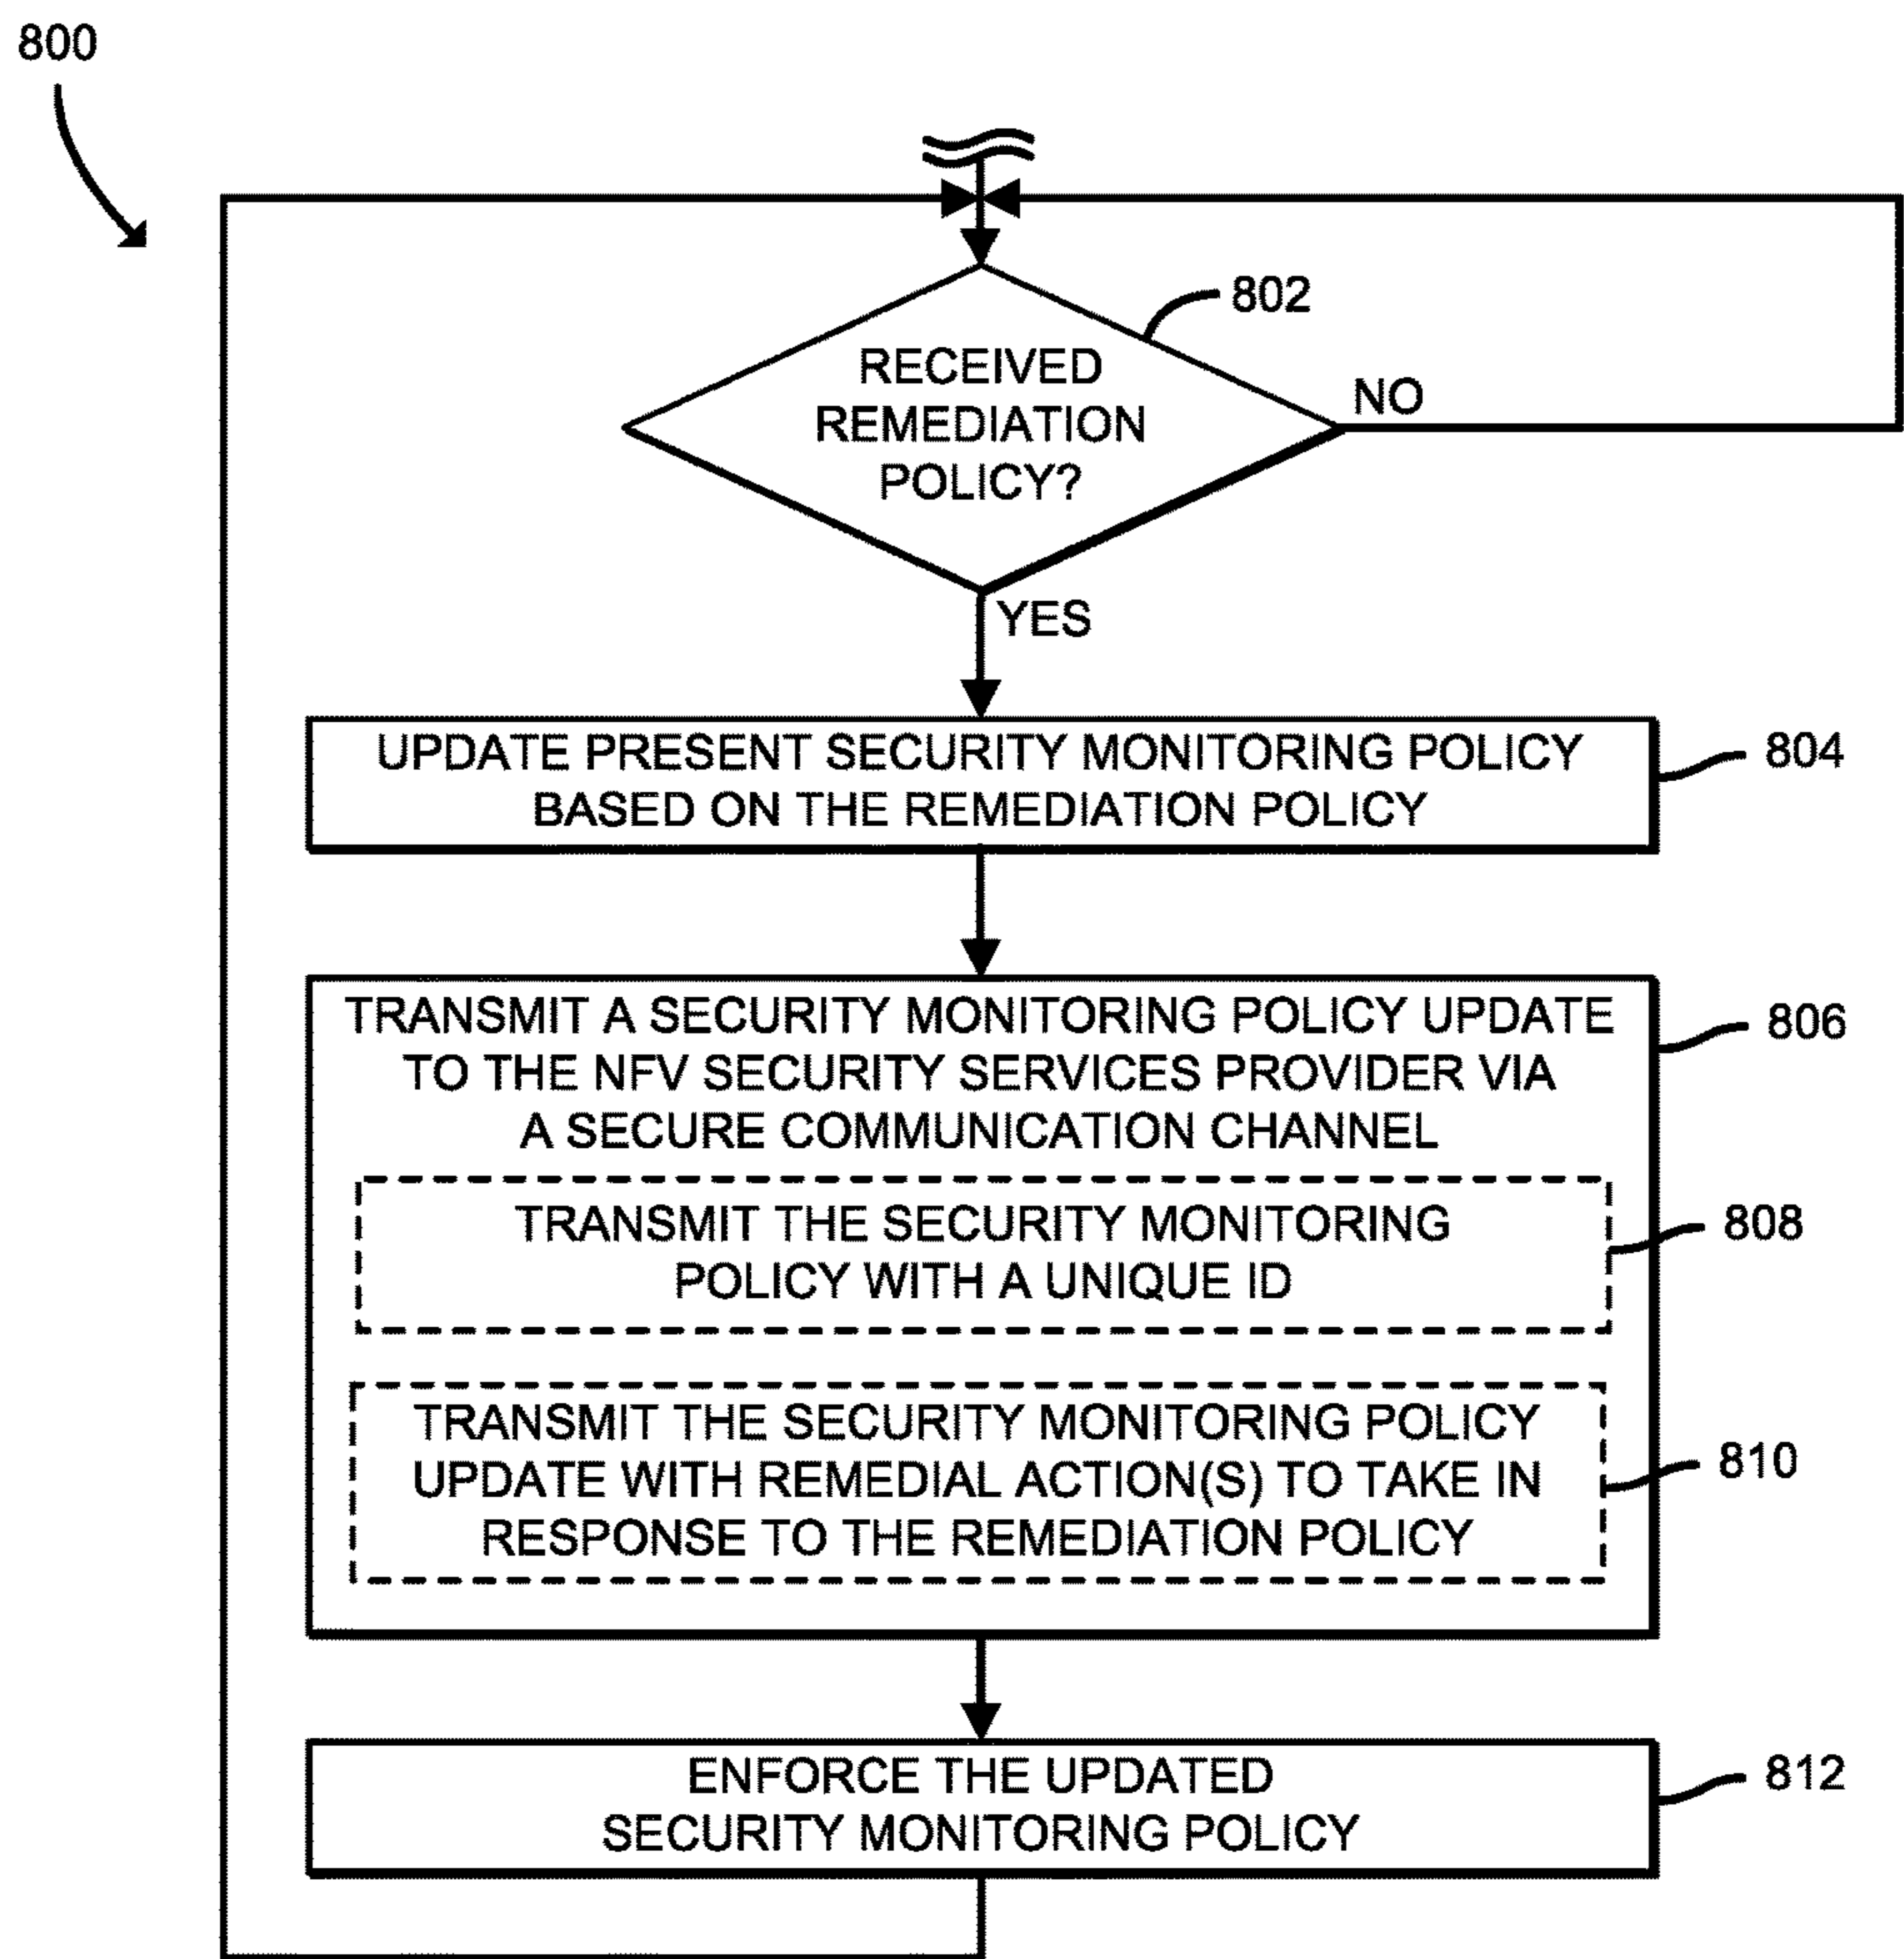 800
802
RECEIVED
REMEDIATION
POLICY?
NO
YES
UPDATE PRESENT SECURITY MONITORING POLICY
BASED ON THE REMEDIATION POLICY
804
TRANSMIT A SECURITY MONITORING POLICY UPDATE
TO THE NFV SECURITY SERVICES PROVIDER VIA
A SECURE COMMUNICATION CHANNEL
806
TRANSMIT THE SECURITY MONITORING
POLICY WITH A UNIQUE ID
808
TRANSMIT THE SECURITY MONITORING POLICY
UPDATE WITH REMEDIAL ACTION(S) TO TAKE IN
RESPONSE TO THE REMEDIATION POLICY
810
ENFORCE THE UPDATED
SECURITY MONITORING POLICY
812